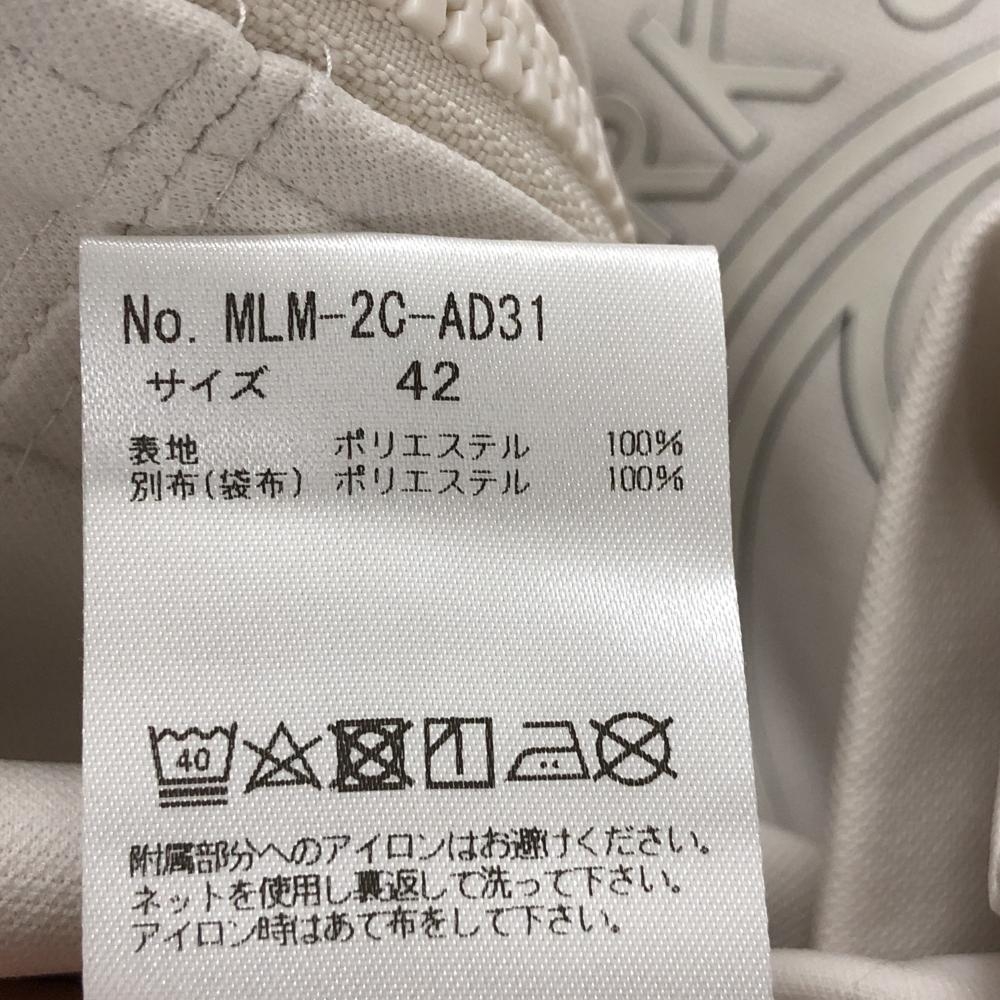 RK
No. MLM-2C-AD31
サイズ 42
表地 ポリエステル 100%
別布(袋布) ポリエステル 100%
40
附属部分へのアイロンはお避けください。
ネットを使用し裏返して洗って下さい。
アイロン時はあて布をして下さい。